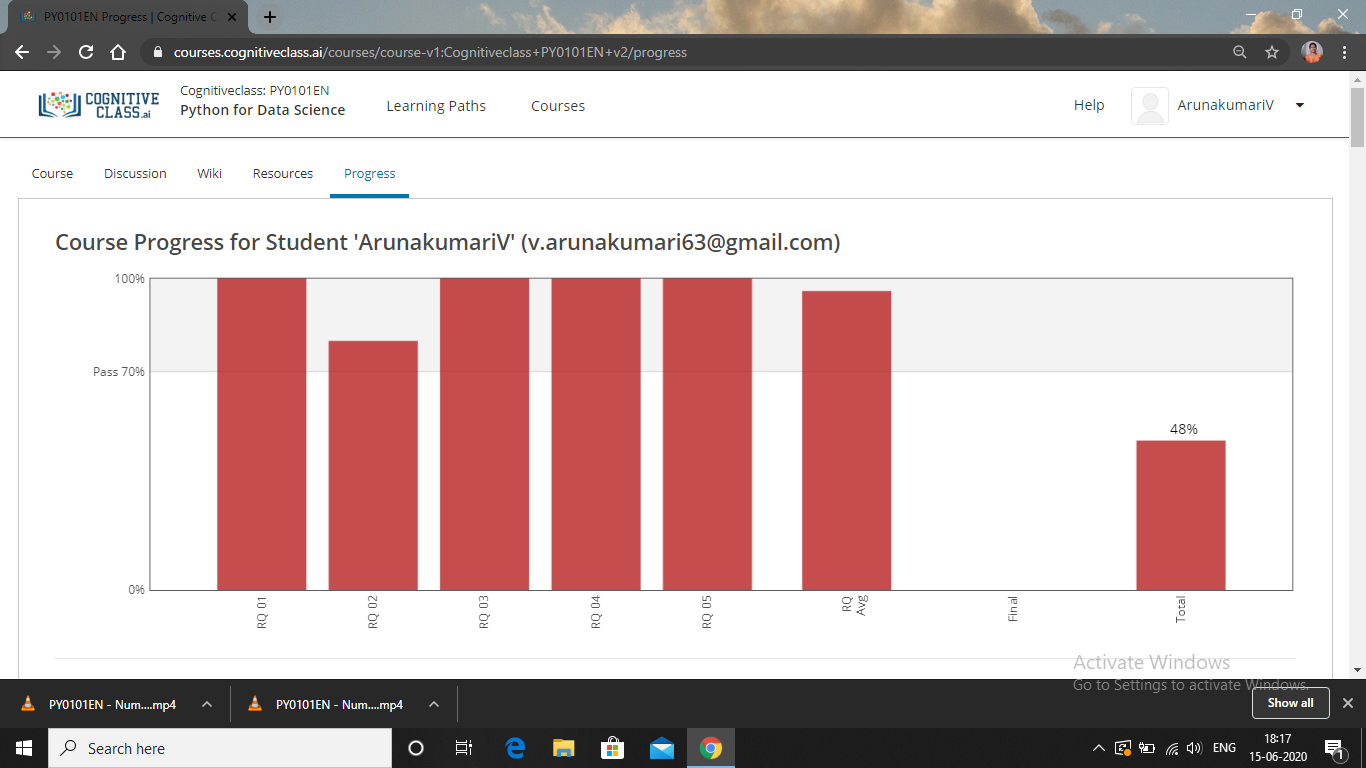 PY0101EN Progress | Cognitive C
courses.cognitiveclass.ai/courses/course-v1:Cognitiveclass+PY0101EN+v2/progress
COGNITIVE
CLASS.ai
Cognitiveclass: PY0101EN
Python for Data Science
Learning Paths
Courses
Help
ArunakumariV
Course
Discussion
Wiki
Resources
Progress
Course Progress for Student 'ArunakumariV' (v.arunakumari63@gmail.com)
100%
Pass 70%
0%
48%
RQ 01
RQ 02
RQ 03
RQ 04
RQ 05
RQ
Avg
Final
Total
Activate Windows
Go to Settings to activate Windows.
PY0101EN - Num....mp4
PY0101EN - Num....mp4
Show all
Search here
ENG
18:17
15-06-2020
1